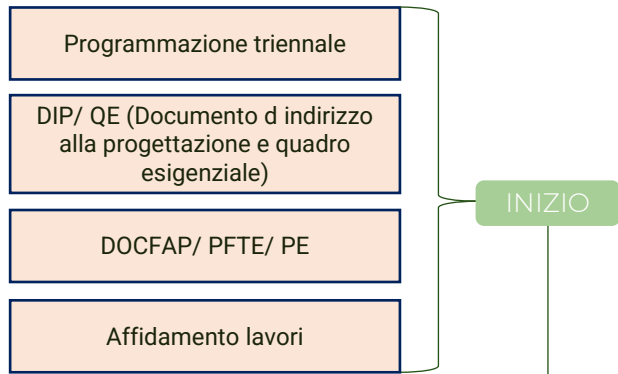 Programmazione triennale
DIP/ QE (Documento d indirizzo
alla progettazione e quadro
esigenziale)
INIZIO
DOCFAP/ PFTE/ PE
Affidamento lavori